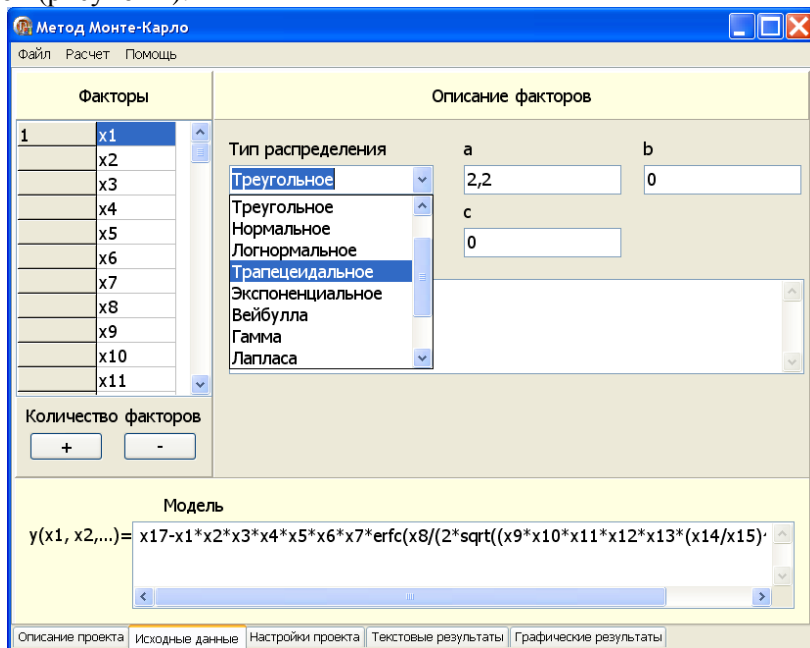 Метод Монте-Карло
Файл Расчет Помощь
Факторы
Описание факторов
1 x1
x2
x3
x4
x5
x6
x7
x8
x9
x10
x11
Тип распределения
a
b
Треугольное
2,2
0
Треугольное
Нормальное
Логнормальное
Трапецеидальное
Экспоненциальное
Вейбулла
Гамма
Лапласа
c
0
Количество факторов
+ -
Модель
y(x1, x2,...)= x17-x1*x2*x3*x4*x5*x6*x7*erfc(x8/(2*sqrt((x9*x10*x11*x12*x13*(x14/x15)
Описание проекта Исходные данные Настройки проекта Текстовые результаты Графические результаты